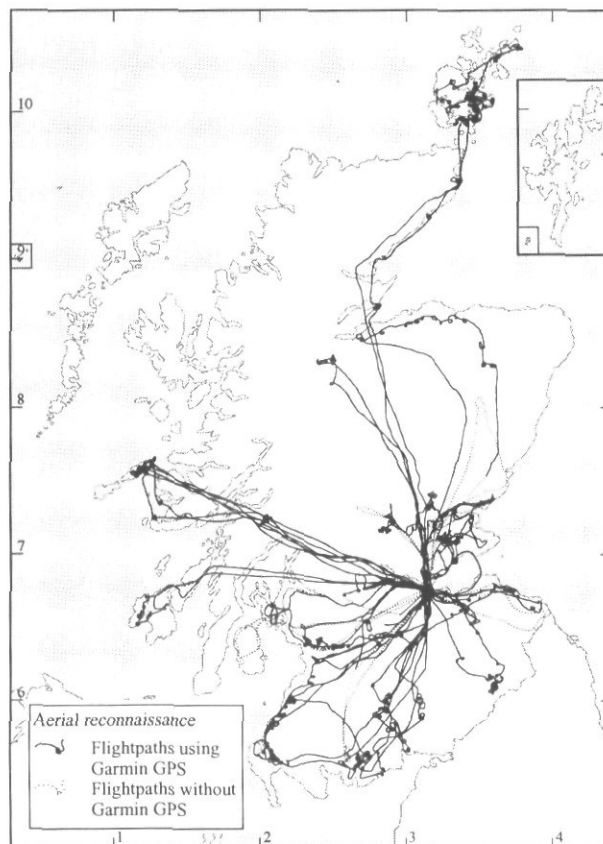 10
9
8
7
6
Aerial reconnaissance
Flightpaths using
Garmin GPS
Flightpaths without
Garmin GPS
1
2
3
4